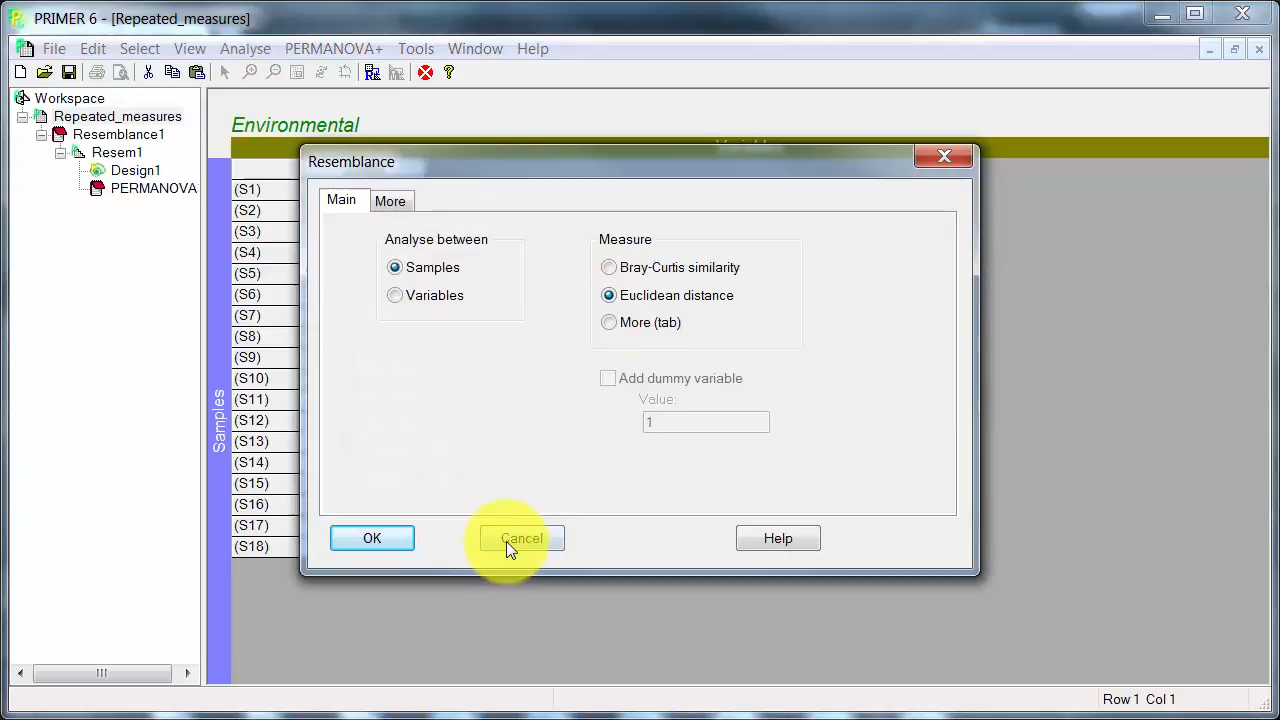 PRIMER 6 - [Repeated_measures]
File Edit Select View Analyse PERMANOVA+ Tools Window Help
Workspace
Repeated_measures
Resemblance1
Resem1
Design1
PERMANOVA
Environmental
Samples
(S1)
(S2)
(S3)
(S4)
(S5)
(S6)
(S7)
(S8)
(S9)
(S10)
(S11)
(S12)
(S13)
(S14)
(S15)
(S16)
(S17)
(S18)
Resemblance
Main More
Analyse between
Samples
Variables
Measure
Bray-Curtis similarity
Euclidean distance
More (tab)
Add dummy variable
Value:
1
OK Cancel Help
Row 1 Col 1